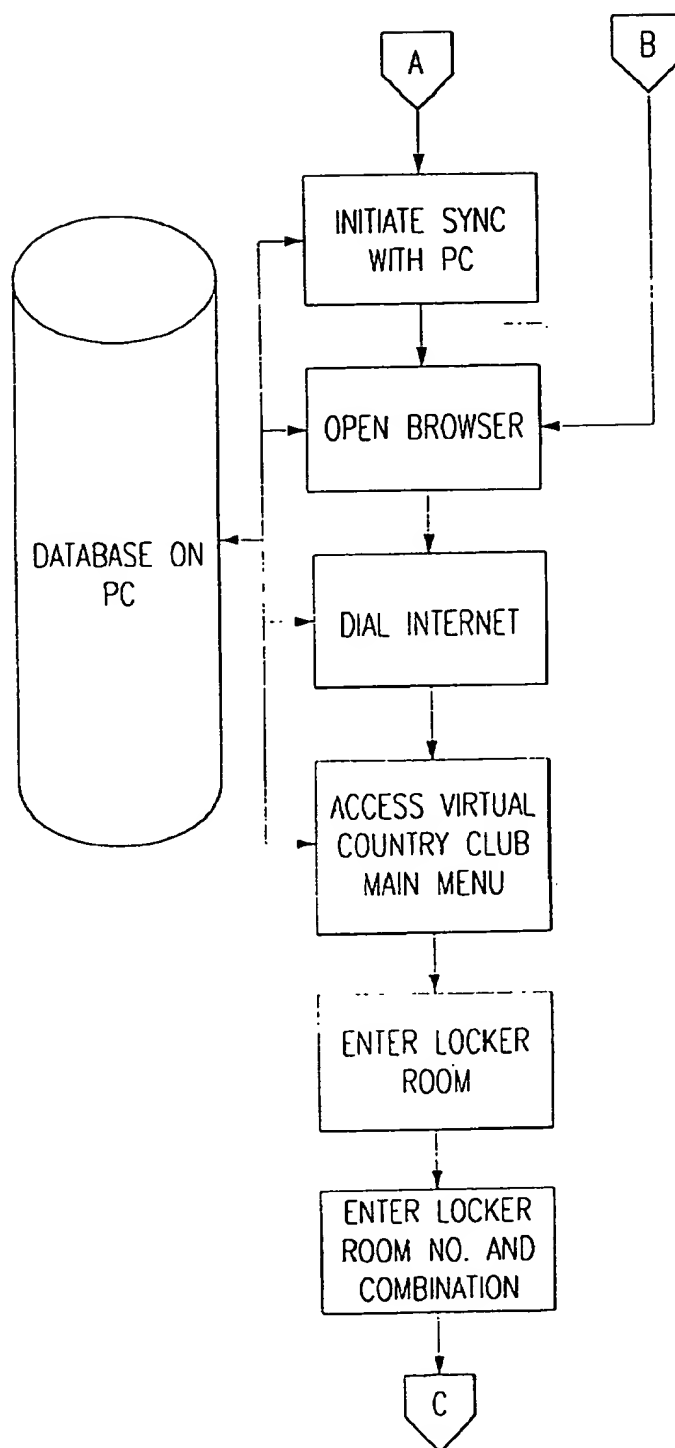 A
B
INITIATE SYNC
WITH PC
OPEN BROWSER
DATABASE ON
PC
DIAL INTERNET
ACCESS VIRTUAL
COUNTRY CLUB
MAIN MENU
ENTER LOCKER
ROOM
ENTER LOCKER
ROOM NO. AND
COMBINATION
C